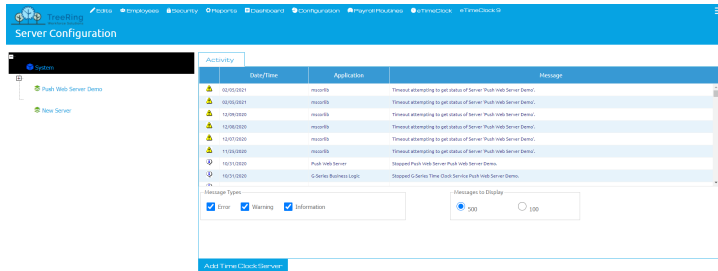 Edits Employees Security Reports Dashboard Configuration Payroll Routines eTimeClock eTimeClock 9
TreeRing
Server Configuration
System
Push Web Server Demo
New Server
Activity
Date/Time Application Message
02/03/2021 mscorlib Timeout attempting to get status of Server 'Push Web Server Demo'.
02/03/2021 mscorlib Timeout attempting to get status of Server 'Push Web Server Demo'.
12/09/2020 mscorlib Timeout attempting to get status of Server 'Push Web Server Demo'.
12/08/2020 mscorlib Timeout attempting to get status of Server 'Push Web Server Demo'.
12/07/2020 mscorlib Timeout attempting to get status of Server 'Push Web Server Demo'.
11/23/2020 mscorlib Timeout attempting to get status of Server 'Push Web Server Demo'.
10/31/2020 Push Web Server Stopped Push Web Server Push Web Server Demo.
10/31/2020 G-Series Business Logic Stopped G-Series Time Clock Service Push Web Server Demo.
Message Types
Error Warning Information
Messages to Display
500 100
Add Time Clock Server